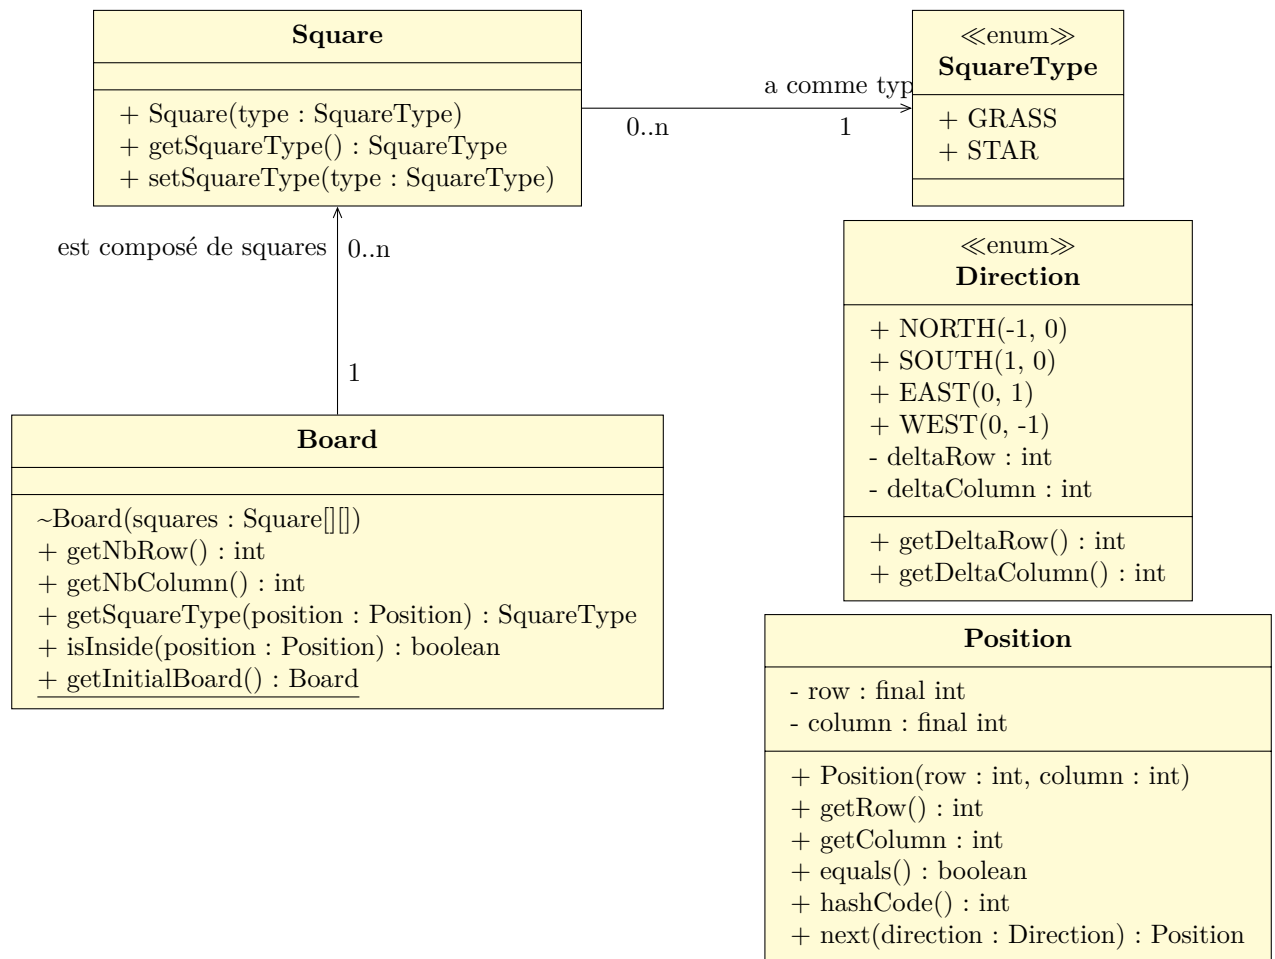 Square
+ Square(type : SquareType)
+ getSquareType() : SquareType
+ setSquareType(type : SquareType)
a comme typ
0..n
1
≪enum≫
SquareType
+ GRASS
+ STAR
est composé de squares
0..n
1
≪enum≫
Direction
+ NORTH(-1, 0)
+ SOUTH(1, 0)
+ EAST(0, 1)
+ WEST(0, -1)
- deltaRow : int
- deltaColumn : int
+ getDeltaRow() : int
+ getDeltaColumn() : int
Board
~Board(squares : Square[][])
+ getNbRow() : int
+ getNbColumn() : int
+ getSquareType(position : Position) : SquareType
+ isInside(position : Position) : boolean
+ getInitialBoard() : Board
Position
- row : final int
- column : final int
+ Position(row : int, column : int)
+ getRow() : int
+ getColumn : int
+ equals() : boolean
+ hashCode() : int
+ next(direction : Direction) : Position